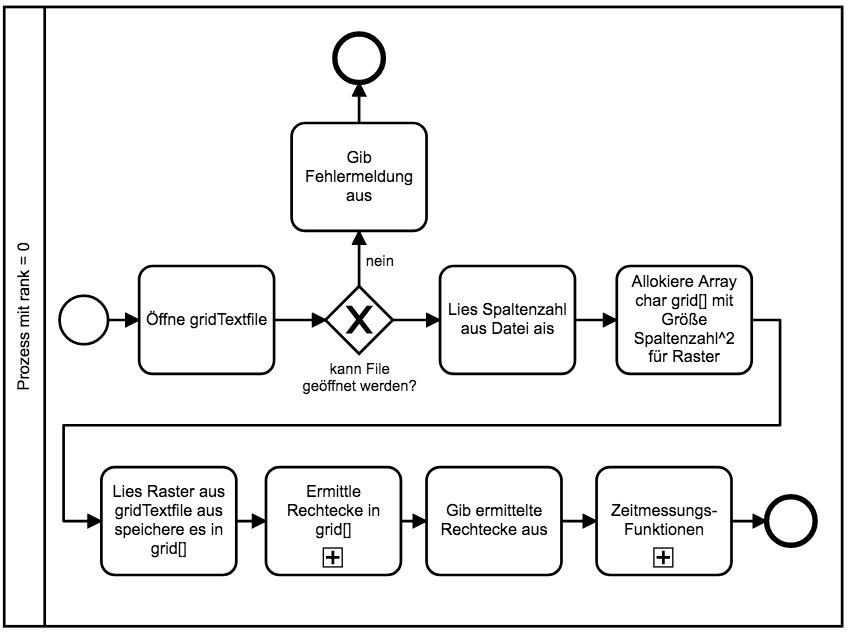 Prozess mit rank = 0
Gib
Fehlermeldung
aus
nein
Öffne gridTextfile
X
kann File
geöffnet werden?
Lies Spaltenzahl
aus Datei ais
Allokiere Array
char grid[] mit
Größe
Spaltenzahl^2
für Raster
Lies Raster aus
gridTextfile aus
speichere es in
grid[]
Ermittle
Rechtecke in
grid[]
Gib ermittelte
Rechtecke aus
Zeitmessungs-
Funktionen